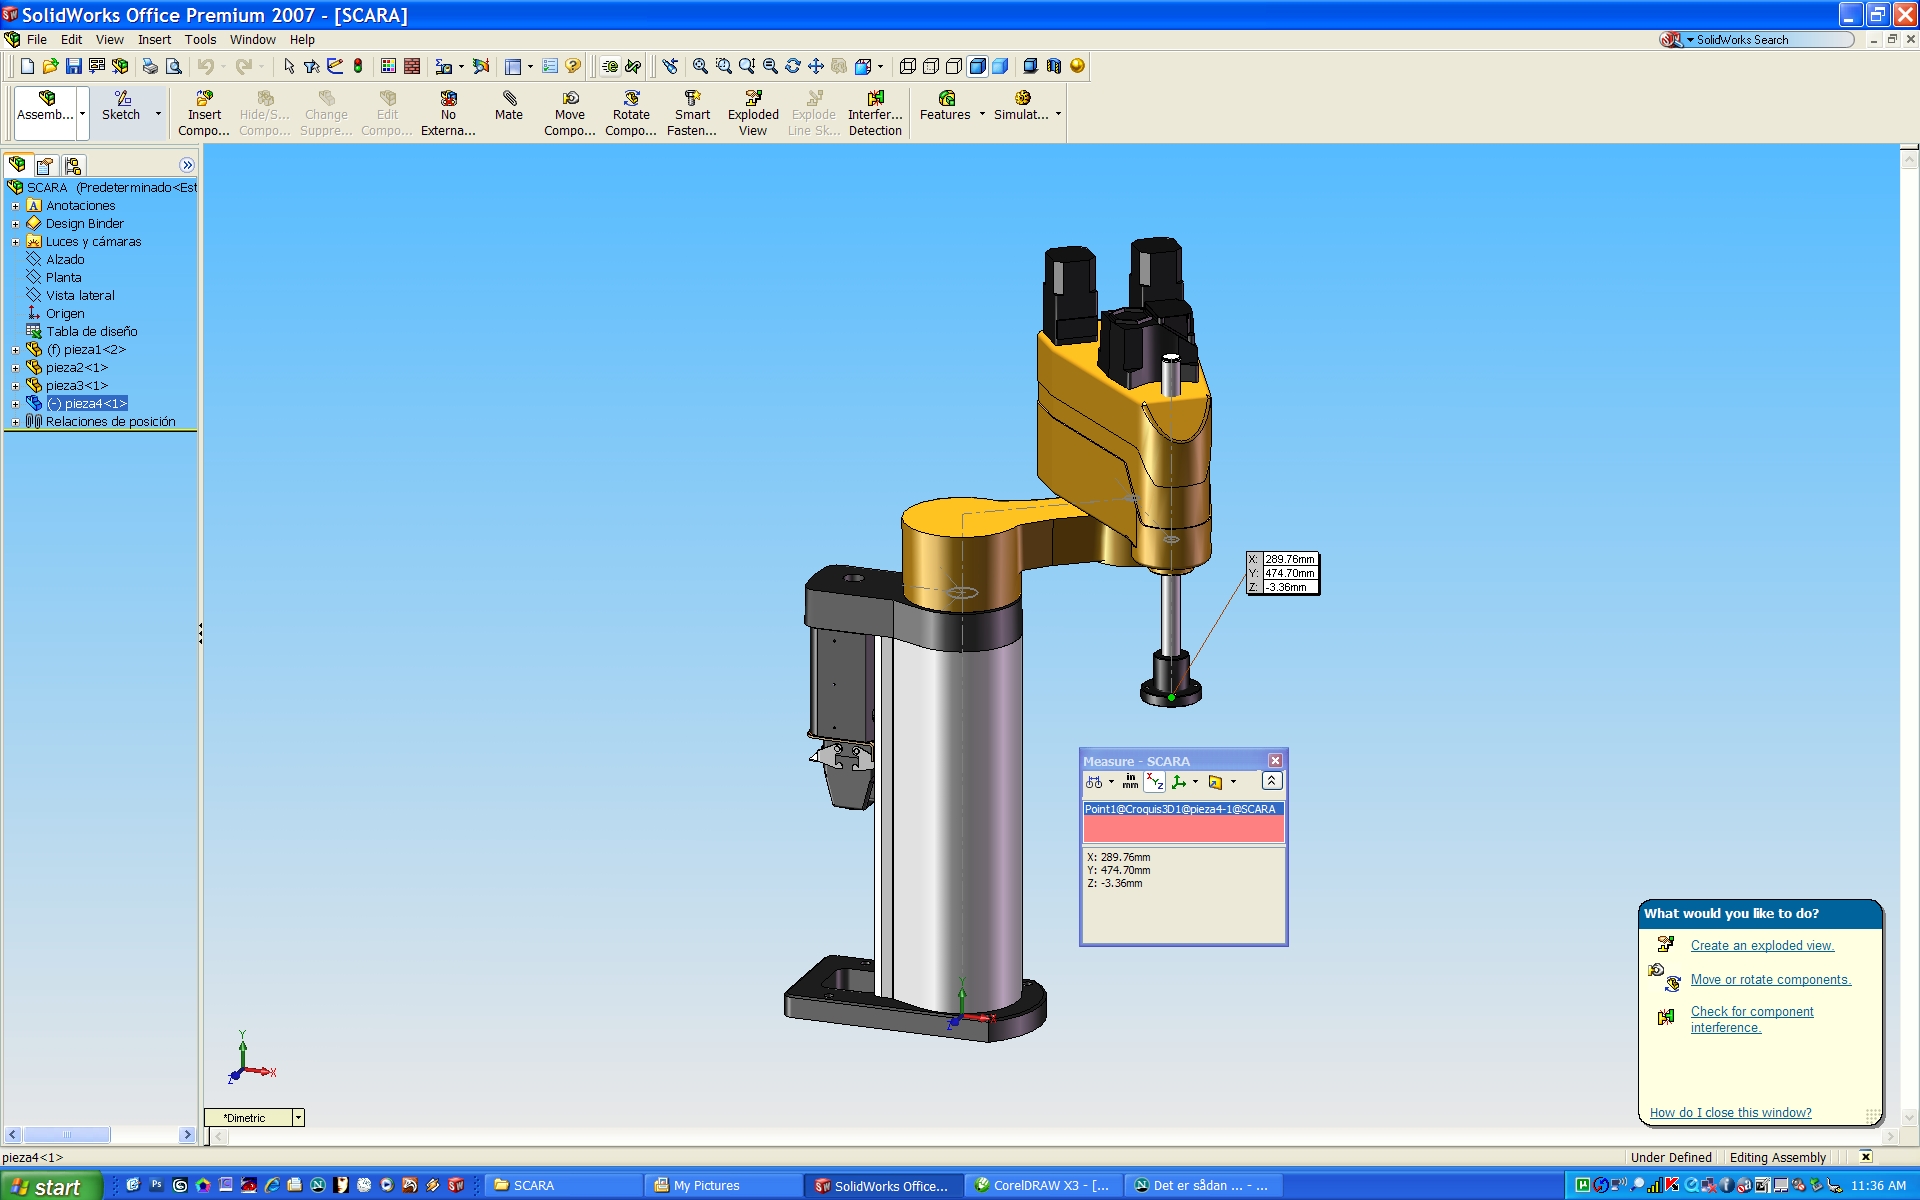 SolidWorks Office Premium 2007 - [SCARA]
File Edit View Insert Tools Window Help
SolidWorks Search
Assemb... Sketch
Insert Compo...
Hide/S... Compo...
Change Suppre...
Edit Compo...
No Externa...
Mate
Move Compo...
Rotate Compo...
Smart Fasten...
Exploded View
Explode Line Sk...
Interfer... Detection
Features
Simulat...
SCARA (Predeterminado<Est
Anotaciones
Design Binder
Luces y cámaras
Alzado
Planta
Vista lateral
Origen
Tabla de diseño
(f) pieza1<2>
pieza2<1>
pieza3<1>
(-) pieza4<1>
Relaciones de posición
X: 289.76mm
Y: 474.70mm
Z: -3.36mm
Measure - SCARA
in
mm
Point1@Croquis3D1@pieza4-1@SCARA
X: 289.76mm
Y: 474.70mm
Z: -3.36mm
What would you like to do?
Create an exploded view.
Move or rotate components.
Check for component
interference.
How do I close this window?
Y
X
Z
Y
X
Z
*Dimetric
pieza4<1>
Under Defined Editing Assembly
start
SCARA
My Pictures
SolidWorks Office...
CorelDRAW X3 - [...
Det er sådan ... - ...
11:36 AM